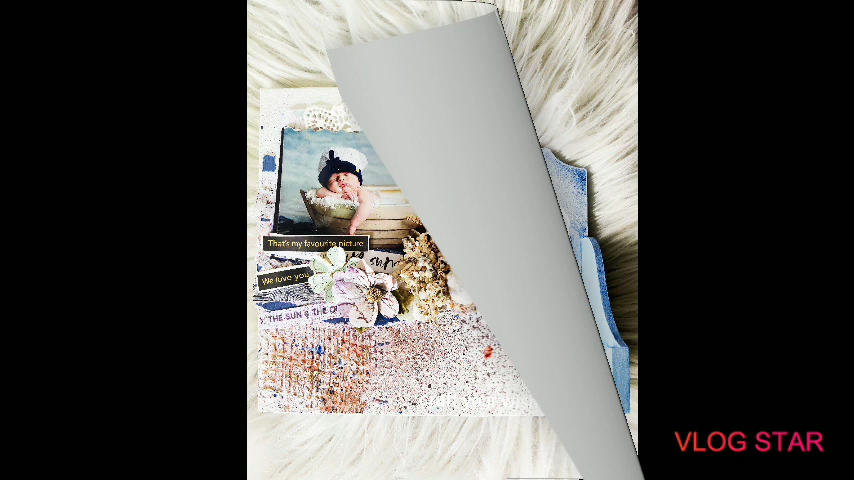 That's my favourite picture
We love you
THE SUN & THE
VLOG STAR